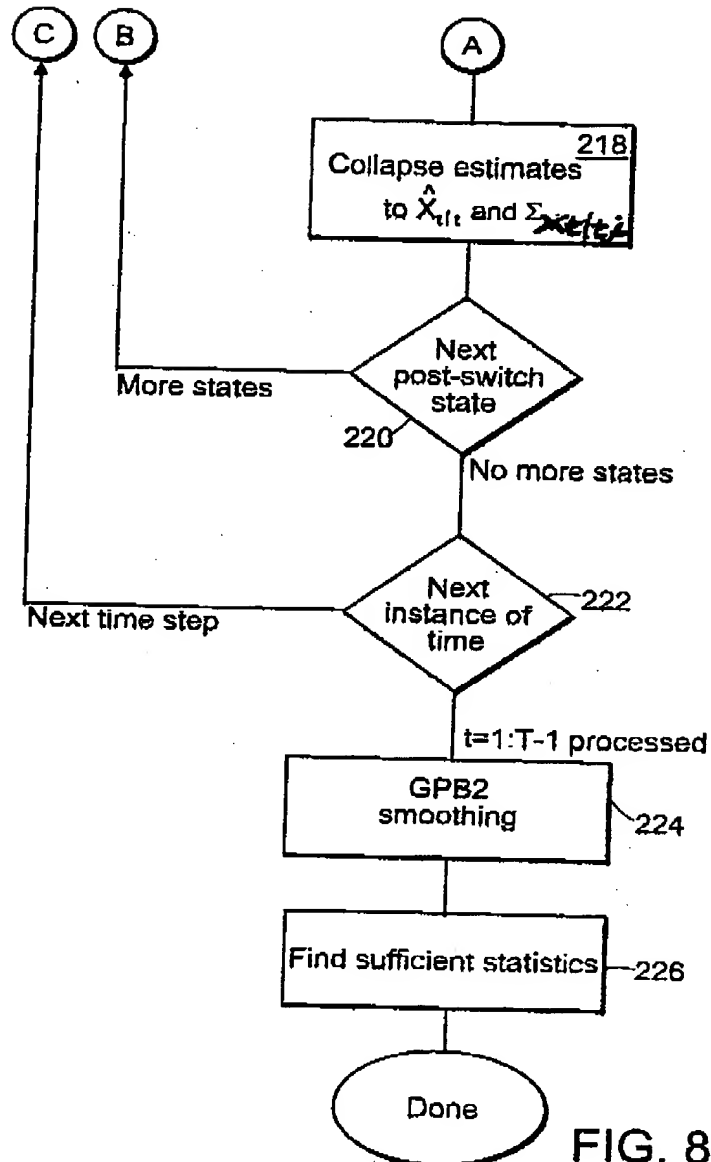 C
B
A
218
Collapse estimates
to X̂t|t and Σxt|t,i
Next
post-switch
state
More states
220
No more states
Next
instance of
time
222
Next time step
t=1:T-1 processed
GPB2
smoothing
224
Find sufficient statistics
226
Done
FIG. 8